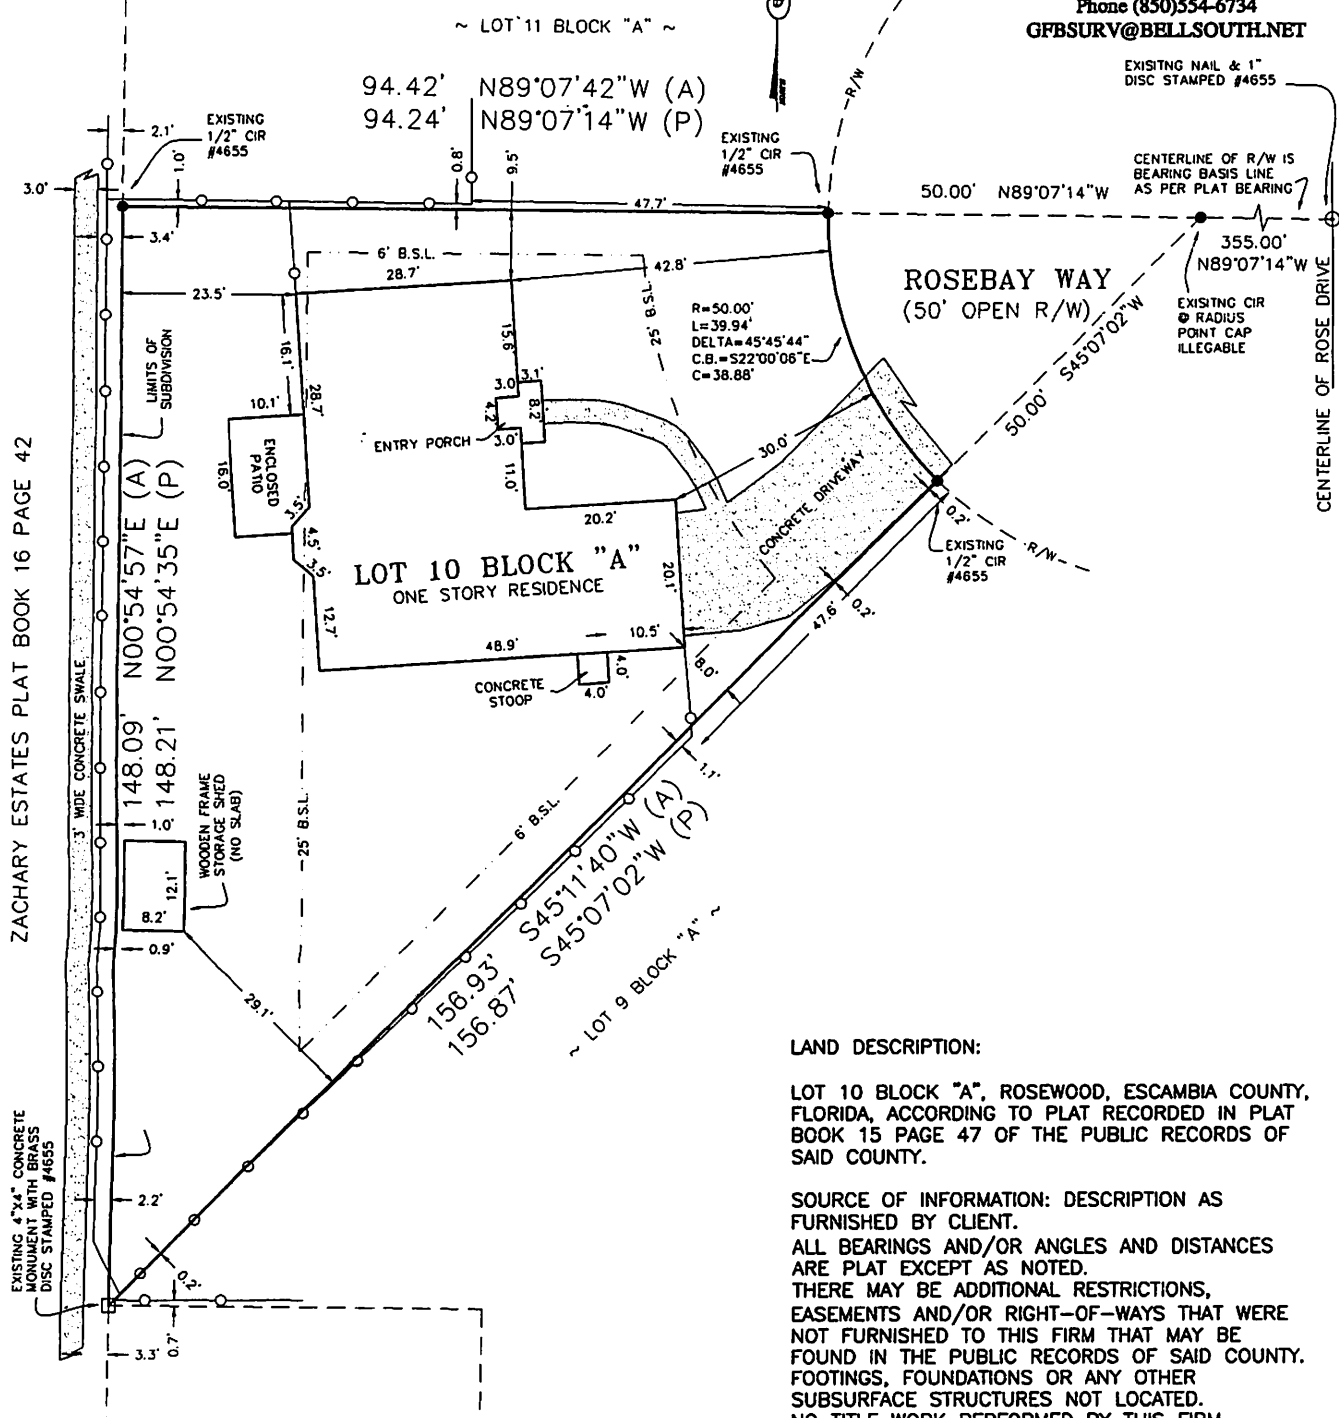 Phone (850)554-6734
GFBSURV@BELLSOUTH.NET
~ LOT 11 BLOCK "A" ~
94.42' N89°07'42"W (A)
94.24' N89°07'14"W (P)
EXISITNG NAIL & 1"
DISC STAMPED #4655
R/W
2.1'
EXISTING
1/2" CIR
#4655
1.0'
0.8'
9.5'
EXISTING
1/2" CIR
#4655
CENTERLINE OF R/W IS
BEARING BASIS LINE
AS PER PLAT BEARING
3.0'
47.7'
50.00' N89°07'14"W
3.4'
6' B.S.L.
28.7'
42.8'
355.00'
N89°07'14"W
ROSEBAY WAY
(50' OPEN R/W)
23.5'
25' B.S.L.
R=50.00'
L=39.94'
DELTA=45°45'44"
C.B.=S22°00'06"E
C=38.88'
EXISITNG CIR
@ RADIUS
POINT CAP
ILLEGABLE
S45°07'02"W
50.00'
CENTERLINE OF ROSE DRIVE
LIMITS OF
SUBDIVISION
16.1'
28.7'
15.6'
3.0'
3.1'
4.2'
8.2'
3.0'
10.1'
ENTRY PORCH
ENCLOSED
PATIO
16.0'
11.0'
30.0'
3.5'
4.5'
3.5'
20.2'
CONCRETE DRIVEWAY
0.2'
EXISTING
1/2" CIR
#4655
R/W
LOT 10 BLOCK "A"
ONE STORY RESIDENCE
20.1'
12.7'
10.5'
48.9'
0.2'
47.6'
8.0'
CONCRETE
STOOP
4.0'
4.0'
ZACHARY ESTATES PLAT BOOK 16 PAGE 42
3' WIDE CONCRETE SWALE
148.09' N00°54'57"E (A)
148.21' N00°54'35"E (P)
1.1'
WOODEN FRAME
STORAGE SHED
(NO SLAB)
1.0'
12.1'
8.2'
0.9'
25' B.S.L.
6' B.S.L.
29.1'
156.93' S45°11'40"W (A)
156.87' S45°07'02"W (P)
~ LOT 9 BLOCK "A" ~
EXISTING 4"X4" CONCRETE
MONUMENT WITH BRASS
DISC STAMPED #4655
2.2'
0.2'
3.3'
0.7'
LAND DESCRIPTION:
LOT 10 BLOCK "A", ROSEWOOD, ESCAMBIA COUNTY,
FLORIDA, ACCORDING TO PLAT RECORDED IN PLAT
BOOK 15 PAGE 47 OF THE PUBLIC RECORDS OF
SAID COUNTY.
SOURCE OF INFORMATION: DESCRIPTION AS
FURNISHED BY CLIENT.
ALL BEARINGS AND/OR ANGLES AND DISTANCES
ARE PLAT EXCEPT AS NOTED.
THERE MAY BE ADDITIONAL RESTRICTIONS,
EASEMENTS AND/OR RIGHT-OF-WAYS THAT WERE
NOT FURNISHED TO THIS FIRM THAT MAY BE
FOUND IN THE PUBLIC RECORDS OF SAID COUNTY.
FOOTINGS, FOUNDATIONS OR ANY OTHER
SUBSURFACE STRUCTURES NOT LOCATED.
NO TITLE WORK PERFORMED BY THIS FIRM